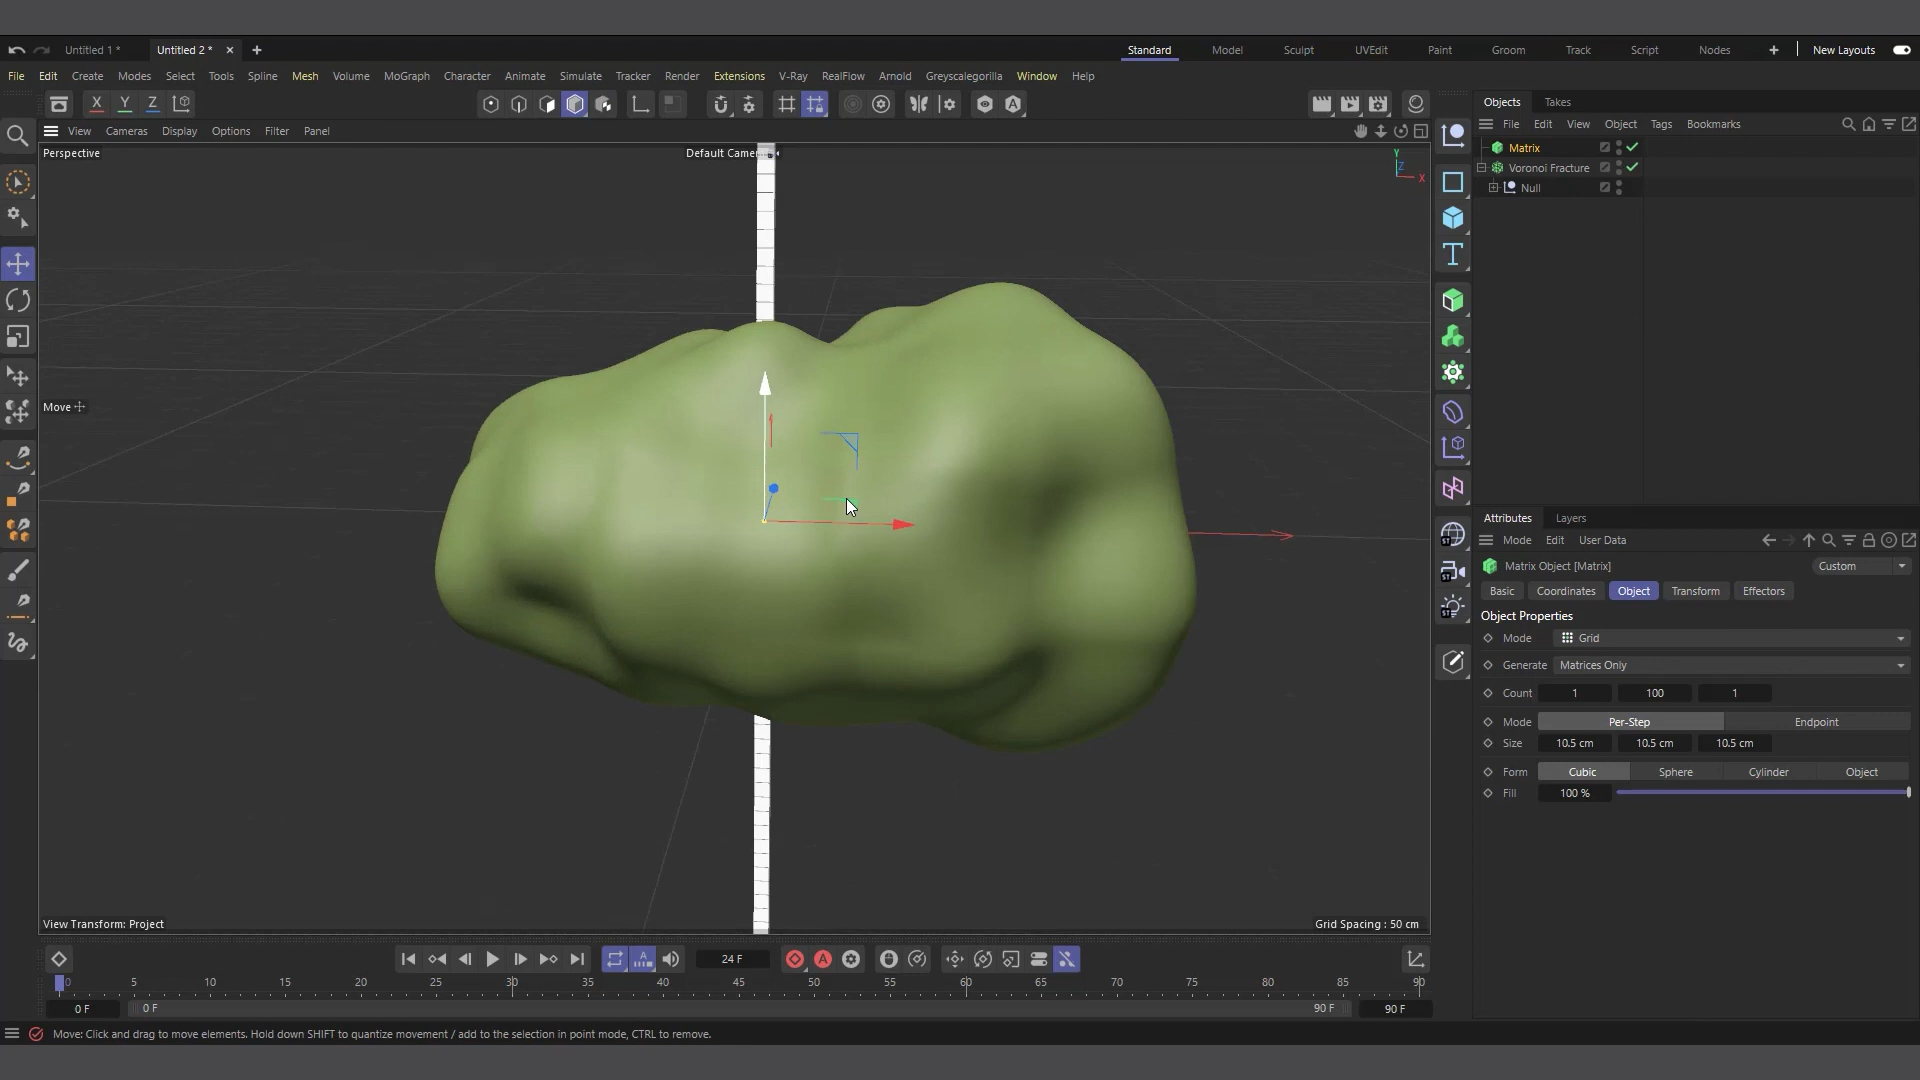 Untitled 1 *
Untitled 2 *
Standard
Model
Sculpt
UVEdit
Paint
Groom
Track
Script
Nodes
New Layouts
File
Edit
Create
Modes
Select
Tools
Spline
Mesh
Volume
MoGraph
Character
Animate
Simulate
Tracker
Render
Extensions
V-Ray
RealFlow
Arnold
Greyscalegorilla
Window
Help
X
Y
Z
Objects
Takes
View
Cameras
Display
Options
Filter
Panel
File
Edit
View
Object
Tags
Bookmarks
Perspective
Default Camer
Y
Z
X
Matrix
Voronoi Fracture
Null
Move
Attributes
Layers
Mode
Edit
User Data
Matrix Object [Matrix]
Custom
Basic
Coordinates
Object
Transform
Effectors
Object Properties
Mode
Grid
Generate
Matrices Only
Count
1
100
1
Mode
Per-Step
Endpoint
Size
10.5 cm
10.5 cm
10.5 cm
Form
Cubic
Sphere
Cylinder
Object
Fill
100 %
View Transform: Project
Grid Spacing : 50 cm
24 F
0
5
10
15
20
25
30
35
40
45
50
55
60
65
70
75
80
85
90
0 F
0 F
90 F
90 F
Move: Click and drag to move elements. Hold down SHIFT to quantize movement / add to the selection in point mode, CTRL to remove.